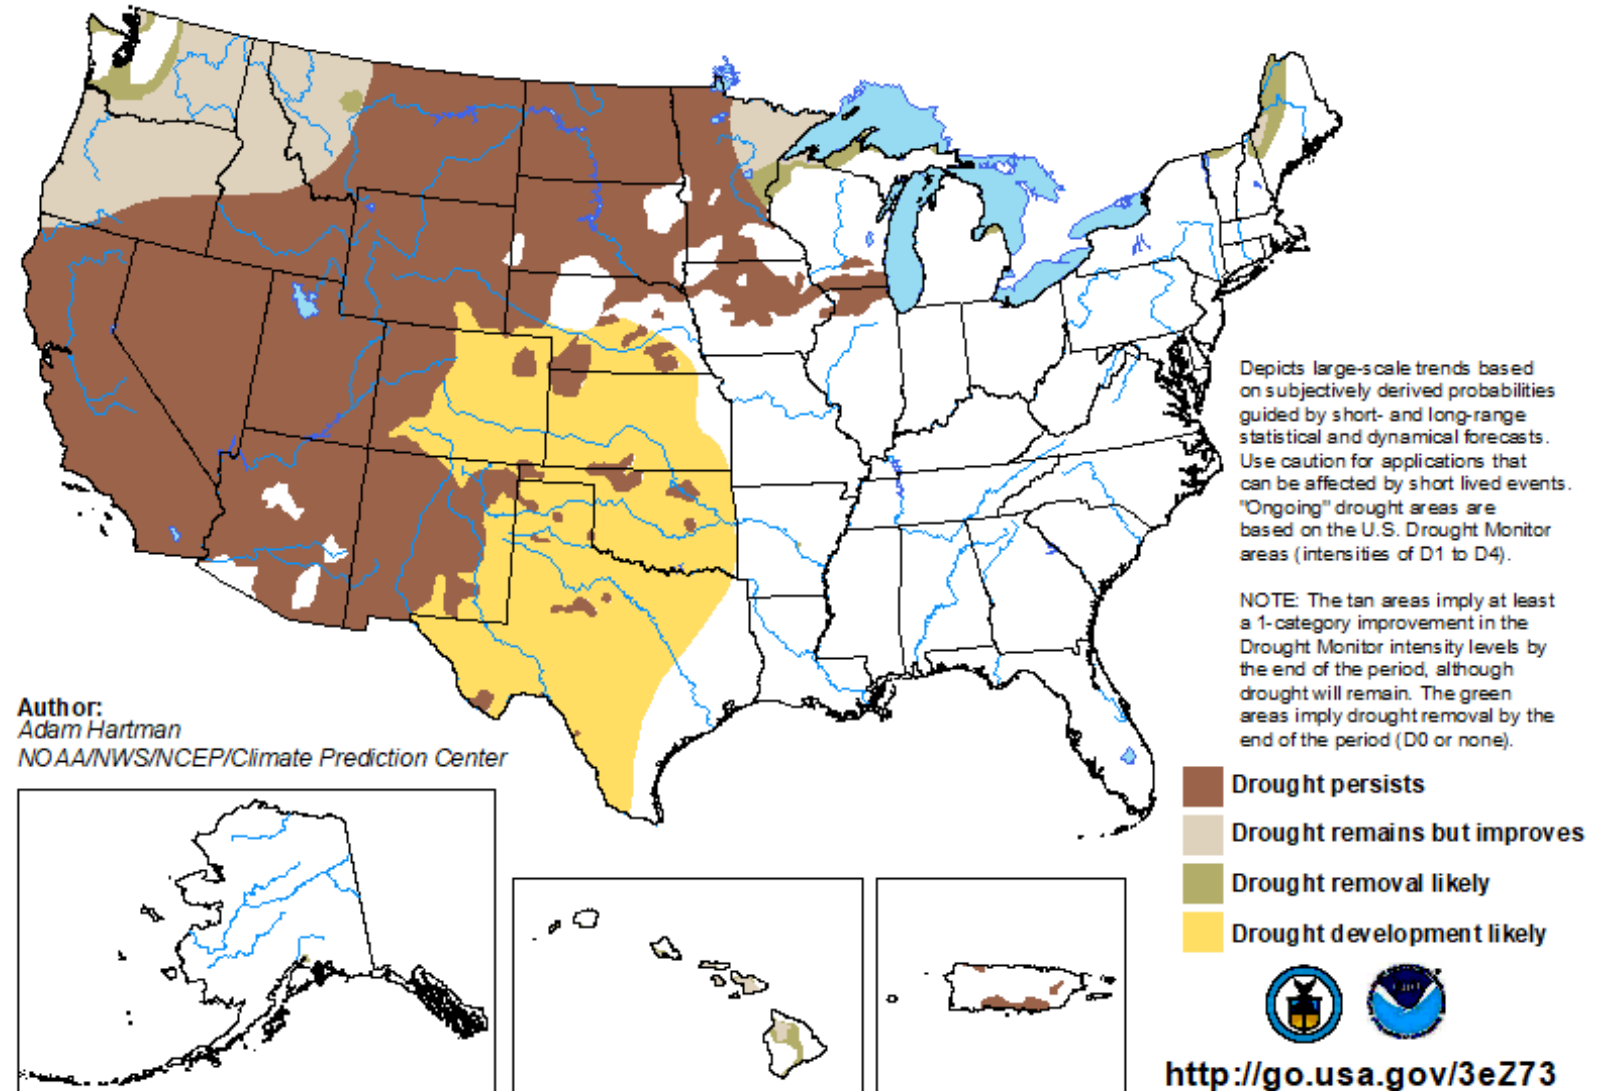 Depicts large-scale trends based
on subjectively derived probabilities
guided by short- and long-range
statistical and dynamical forecasts.
Use caution for applications that
can be affected by short lived events.
"Ongoing" drought areas are
based on the U.S. Drought Monitor
areas (intensities of D1 to D4).
NOTE: The tan areas imply at least
a 1-category improvement in the
Drought Monitor intensity levels by
the end of the period, although
drought will remain. The green
areas imply drought removal by the
end of the period (D0 or none).
Author:
Adam Hartman
NOAA/NWS/NCEP/Climate Prediction Center
Drought persists
Drought remains but improves
Drought removal likely
Drought development likely
http://go.usa.gov/3eZ73